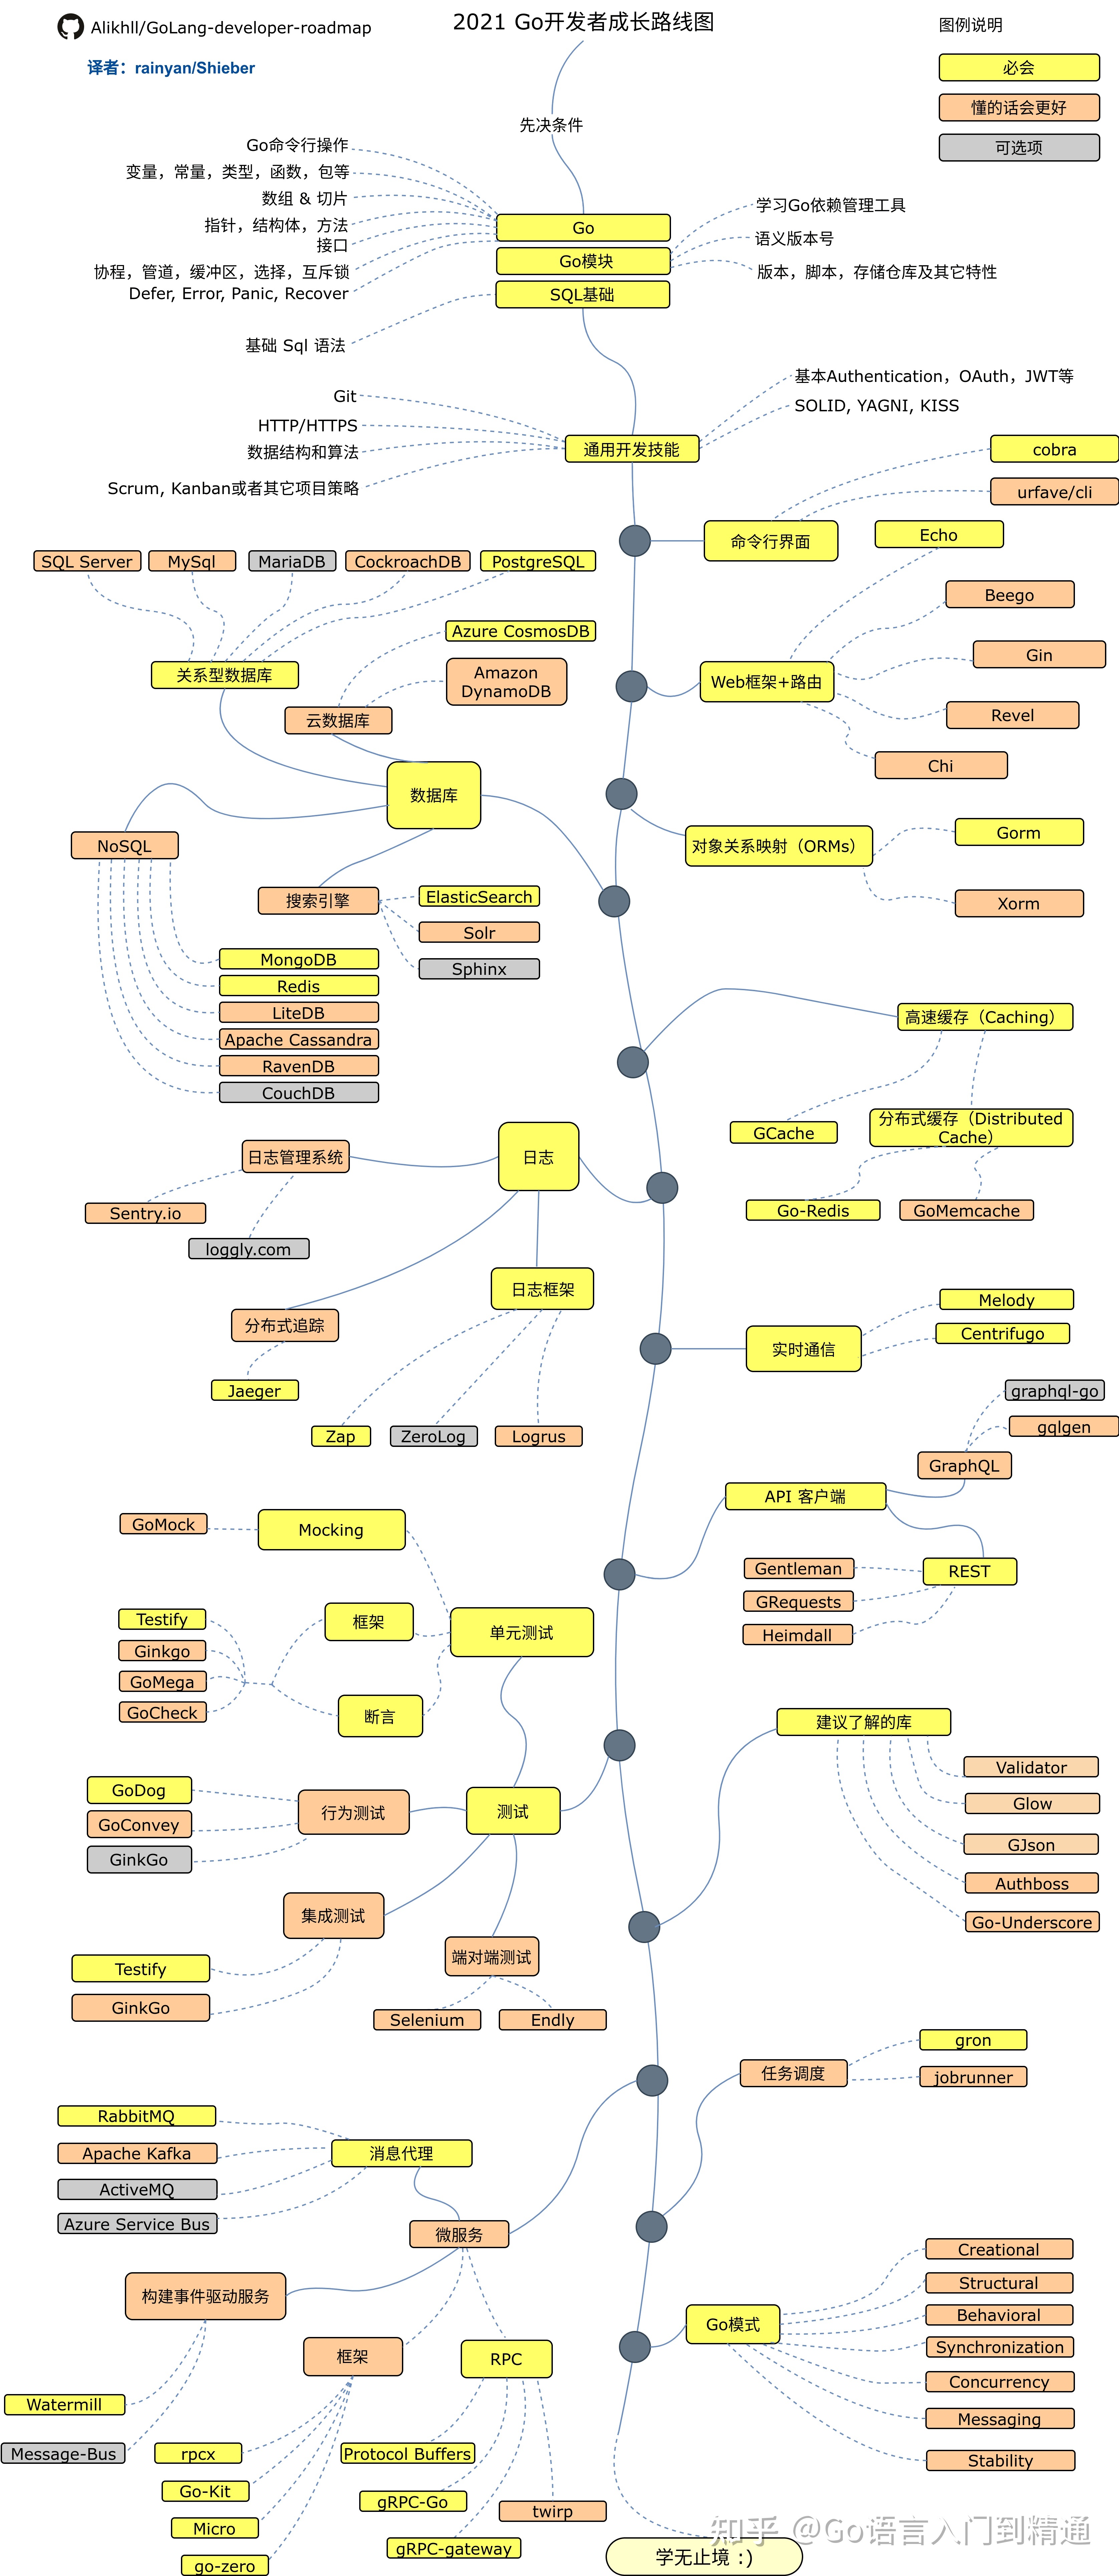 Alikhll/GoLang-developer-roadmap
2021 Go开发者成长路线图
图例说明
译者：rainyan/Shieber
必会
懂的话会更好
可选项
先决条件
Go命令行操作
变量，常量，类型，函数，包等
数组 & 切片
指针，结构体，方法
接口
协程，管道，缓冲区，选择，互斥锁
Defer, Error, Panic, Recover
基础 Sql 语法
Go
Go模块
SQL基础
学习Go依赖管理工具
语义版本号
版本，脚本，存储仓库及其它特性
Git
HTTP/HTTPS
数据结构和算法
Scrum, Kanban或者其它项目策略
通用开发技能
基本Authentication，OAuth，JWT等
SOLID, YAGNI, KISS
命令行界面
cobra
urfave/cli
Web框架+路由
Echo
Beego
Gin
Revel
Chi
SQL Server
MySql
MariaDB
CockroachDB
PostgreSQL
关系型数据库
Azure CosmosDB
Amazon
DynamoDB
云数据库
数据库
NoSQL
搜索引擎
ElasticSearch
Solr
Sphinx
MongoDB
Redis
LiteDB
Apache Cassandra
RavenDB
CouchDB
对象关系映射（ORMs）
Gorm
Xorm
高速缓存（Caching）
GCache
分布式缓存（Distributed
Cache）
Go-Redis
GoMemcache
日志
日志管理系统
Sentry.io
loggly.com
日志框架
分布式追踪
Jaeger
Zap
ZeroLog
Logrus
实时通信
Melody
Centrifugo
graphql-go
gqlgen
GraphQL
API 客户端
REST
Gentleman
GRequests
Heimdall
GoMock
Mocking
Testify
Ginkgo
GoMega
GoCheck
框架
断言
单元测试
建议了解的库
Validator
Glow
GJson
Authboss
Go-Underscore
GoDog
GoConvey
GinkGo
行为测试
测试
集成测试
Testify
GinkGo
端对端测试
Selenium
Endly
任务调度
gron
jobrunner
RabbitMQ
Apache Kafka
ActiveMQ
Azure Service Bus
消息代理
微服务
构建事件驱动服务
框架
RPC
Watermill
Message-Bus
rpcx
Go-Kit
Micro
go-zero
Protocol Buffers
gRPC-Go
gRPC-gateway
twirp
Go模式
Creational
Structural
Behavioral
Synchronization
Concurrency
Messaging
Stability
知乎 @Go语言入门到精通
学无止境 :)